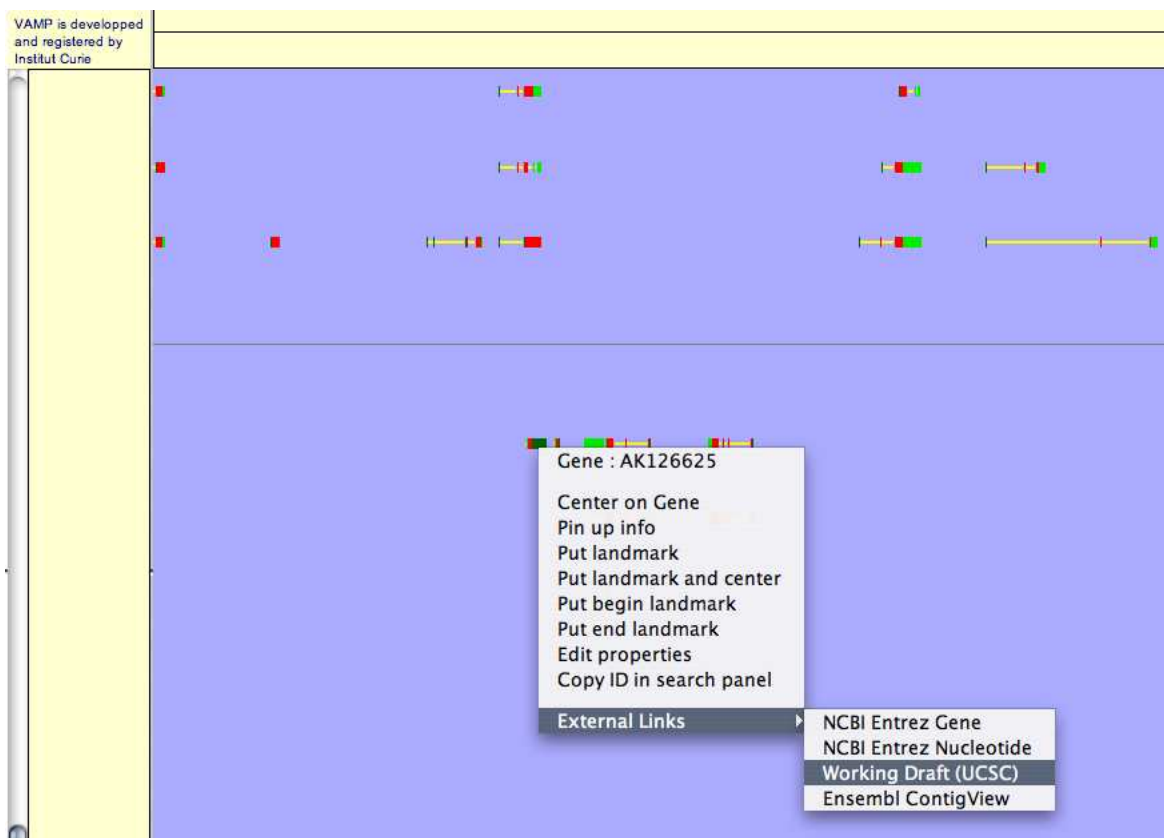 VAMP is developped
and registered by
Institut Curie
Gene : AK126625
Center on Gene
Pin up info
Put landmark
Put landmark and center
Put begin landmark
Put end landmark
Edit properties
Copy ID in search panel
External Links
NCBI Entrez Gene
NCBI Entrez Nucleotide
Working Draft (UCSC)
Ensembl ContigView